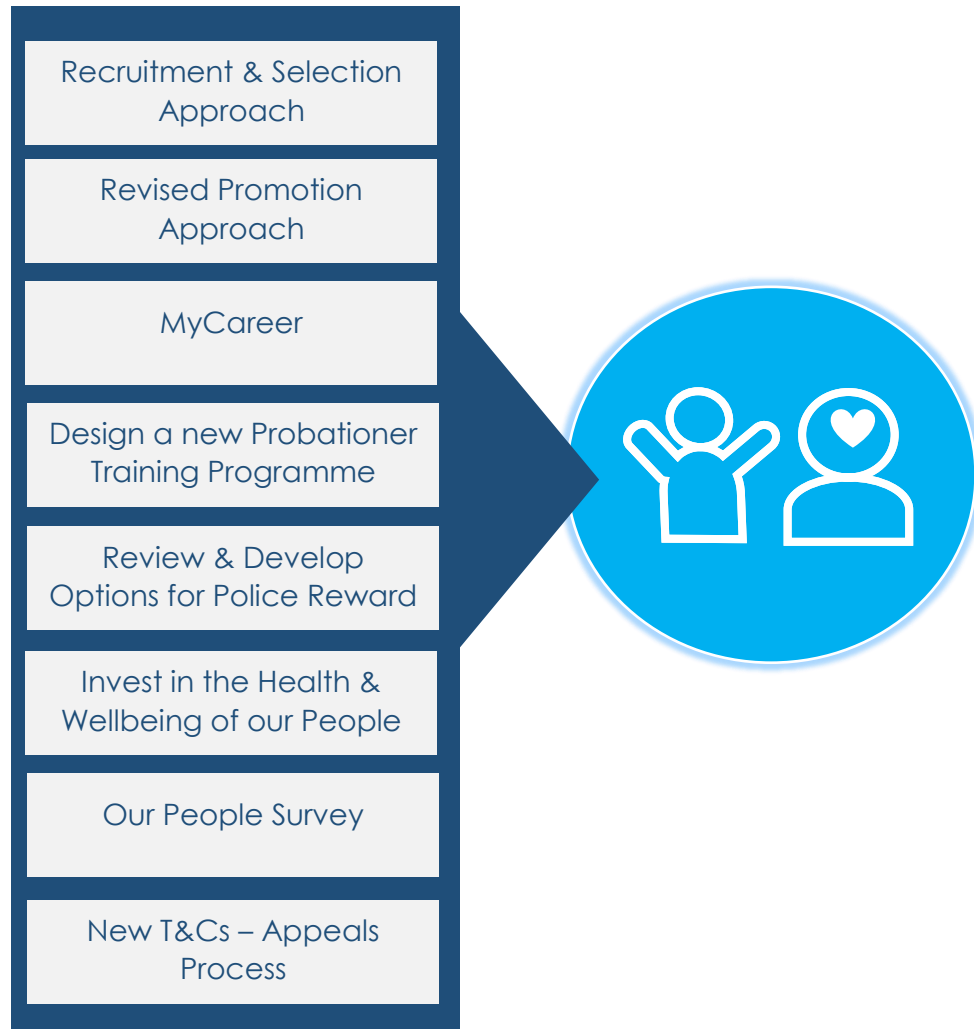 Recruitment & Selection
Approach
Revised Promotion
Approach
MyCareer
Design a new Probationer
Training Programme
Review & Develop
Options for Police Reward
Invest in the Health &
Wellbeing of our People
Our People Survey
New T&Cs – Appeals
Process